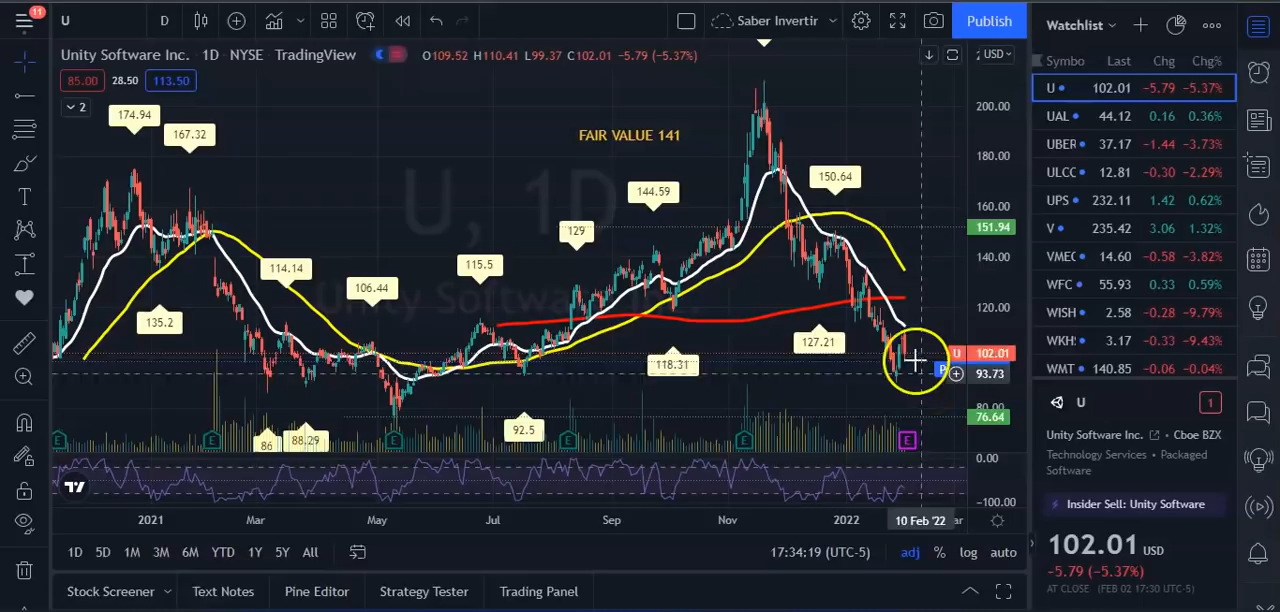 11
U
D
Saber Invertir
Publish
Watchlist
Unity Software Inc. 1D NYSE TradingView
O109.52 H110.41 L99.37 C102.01 -5.79 (-5.37%)
USD
85.00 28.50 113.50
2
174.94
167.32
FAIR VALUE 141
150.64
144.59
129
115.5
114.14
106.44
135.2
127.21
118.31
92.5
86
88.29
U, 1D
Unity Software Inc.
200.00
180.00
160.00
151.94
140.00
120.00
U 102.01
P
93.73
80.00
76.64
E E E E E E
0.00
-100.00
2021 Mar May Jul Sep Nov 2022 10 Feb '22
1D 5D 1M 3M 6M YTD 1Y 5Y All
17:34:19 (UTC-5) adj % log auto
Stock Screener Text Notes Pine Editor Strategy Tester Trading Panel
Symbo Last Chg Chg%
U 102.01 -5.79 -5.37%
UAL 44.12 0.16 0.36%
UBER 37.17 -1.44 -3.73%
ULCC 12.81 -0.30 -2.29%
UPS 232.11 1.42 0.62%
V 235.42 3.06 1.32%
VMEC 14.60 -0.58 -3.82%
WFC 55.93 0.33 0.59%
WISH 2.58 -0.28 -9.79%
WKH 3.17 -0.33 -9.43%
WMT 140.85 -0.06 -0.04%
U
1
Unity Software Inc. • Cboe BZX
Technology Services • Packaged
Software
Insider Sell: Unity Software
102.01 USD
-5.79 (-5.37%)
AT CLOSE (FEB 02 17:30 UTC-5)